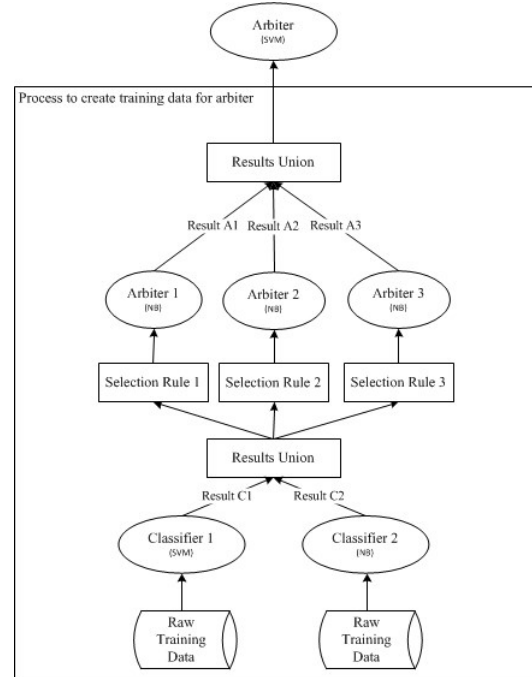 Arbiter
(SVM)
Process to create training data for arbiter
Results Union
Result A1
Result A2
Result A3
Arbiter 1
(NB)
Arbiter 2
(NB)
Arbiter 3
(NB)
Selection Rule 1
Selection Rule 2
Selection Rule 3
Results Union
Result C1
Result C2
Classifier 1
(SVM)
Classifier 2
(NB)
Raw
Training
Data
Raw
Training
Data